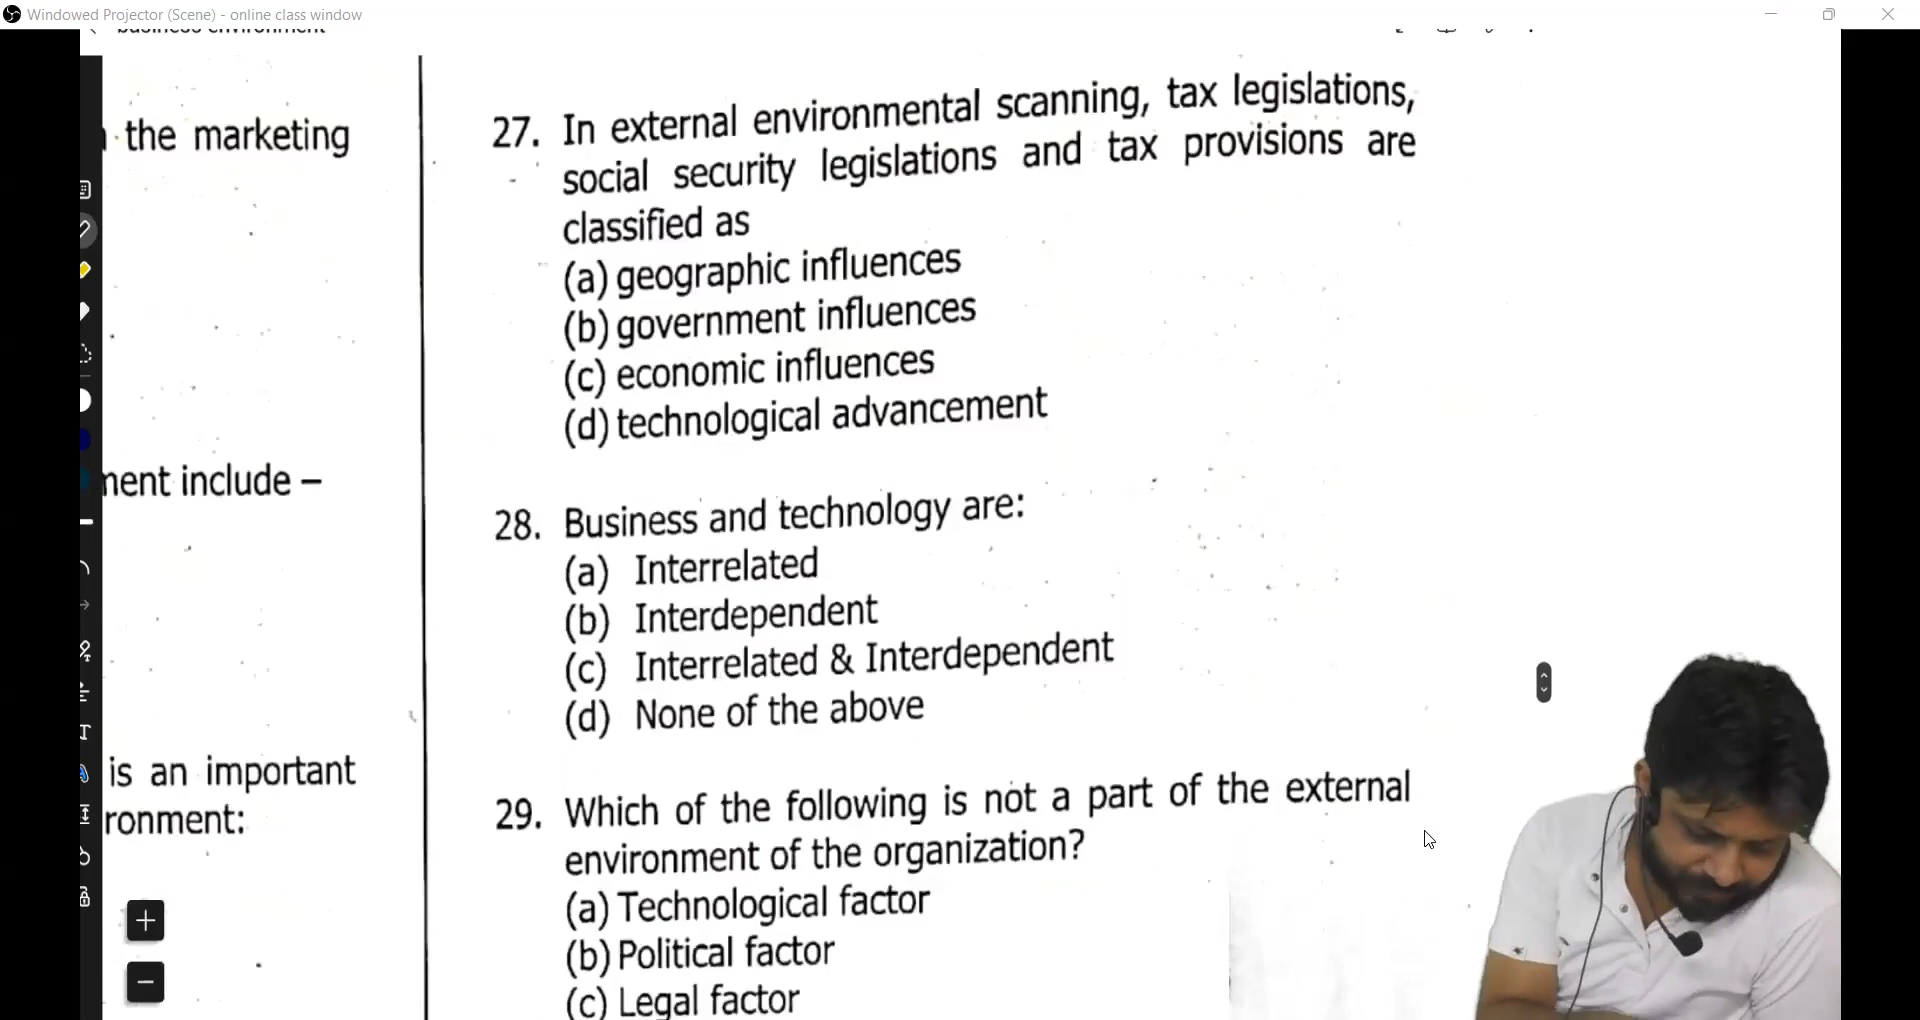 Windowed Projector (Scene) - online class window
business environment
the marketing
ment include –
is an important
ronment:
27. In external environmental scanning, tax legislations,
social security legislations and tax provisions are
classified as
(a) geographic influences
(b) government influences
(c) economic influences
(d) technological advancement
28. Business and technology are:
(a) Interrelated
(b) Interdependent
(c) Interrelated & Interdependent
(d) None of the above
29. Which of the following is not a part of the external
environment of the organization?
(a) Technological factor
(b) Political factor
(c) Legal factor